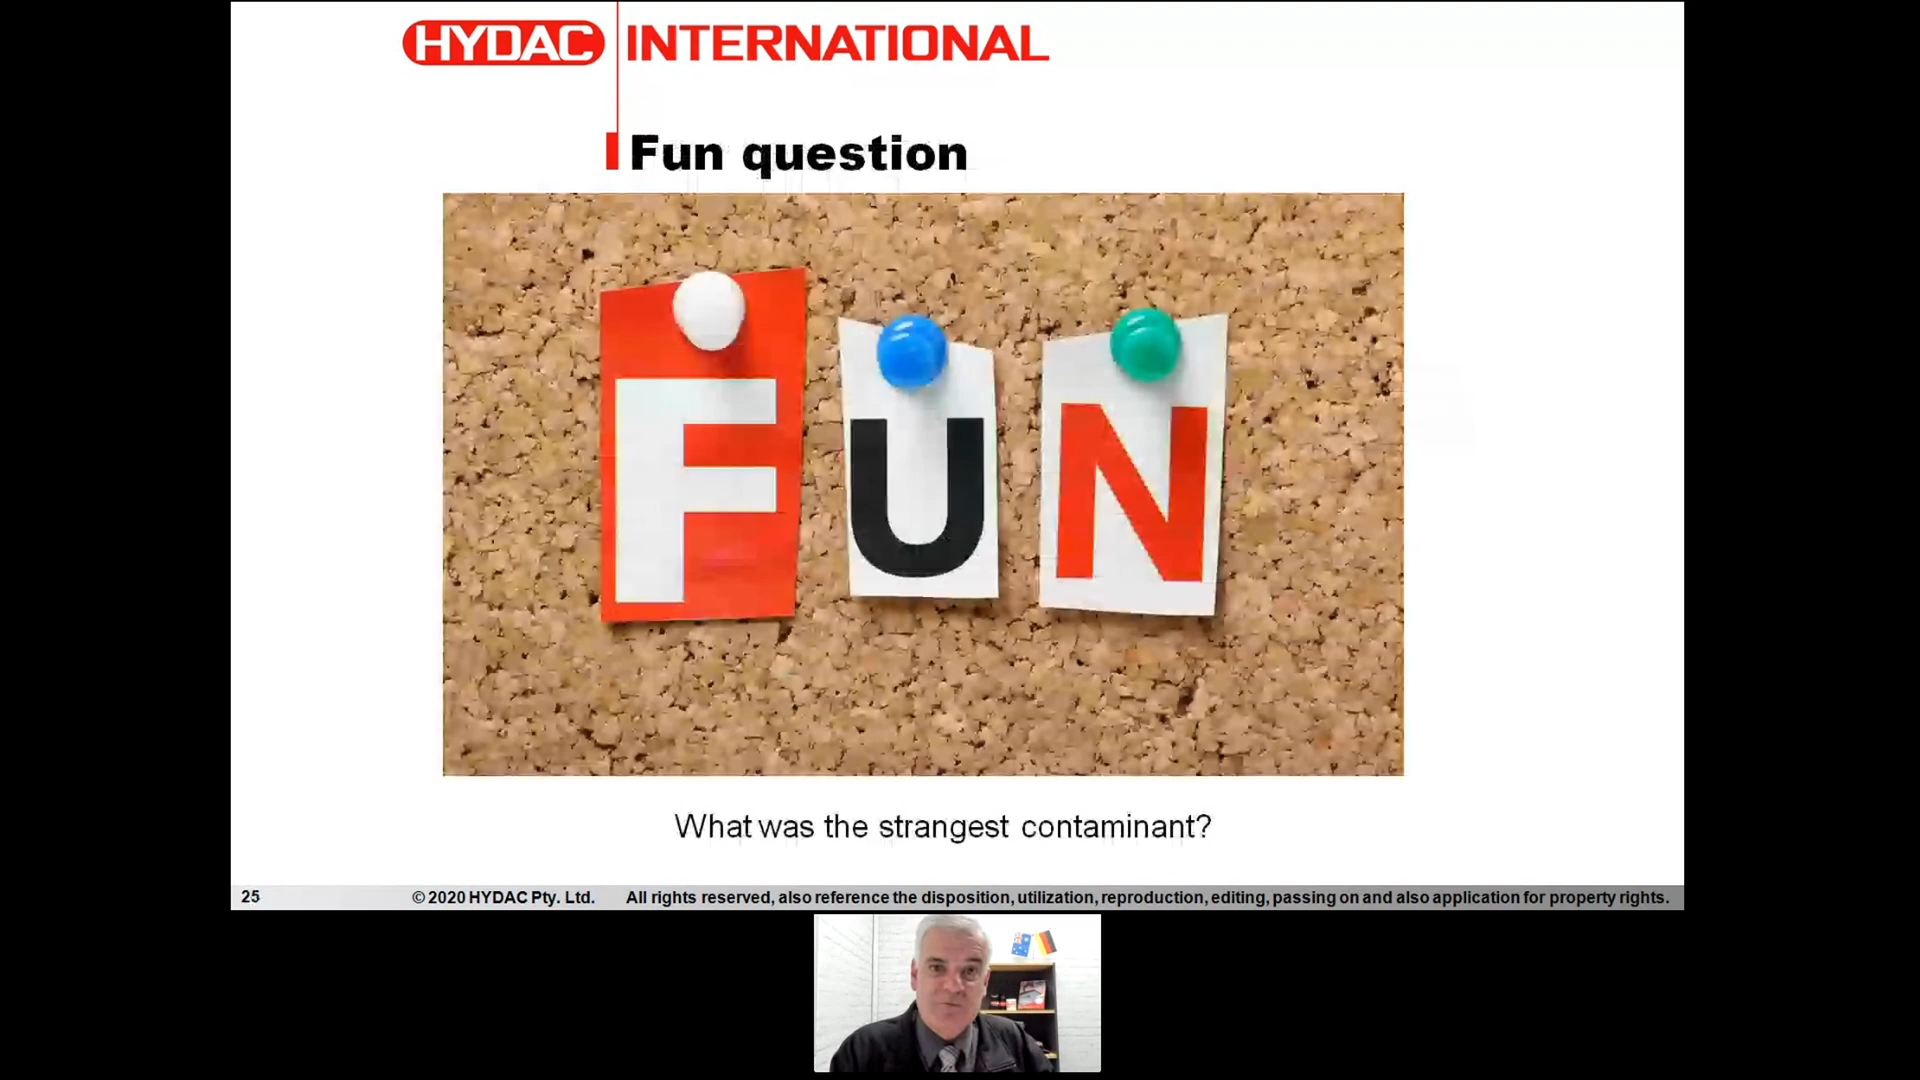 HYDAC INTERNATIONAL
Fun question
FUN
What was the strangest contaminant?
25 © 2020 HYDAC Pty. Ltd. All rights reserved, also reference the disposition, utilization, reproduction, editing, passing on and also application for property rights.